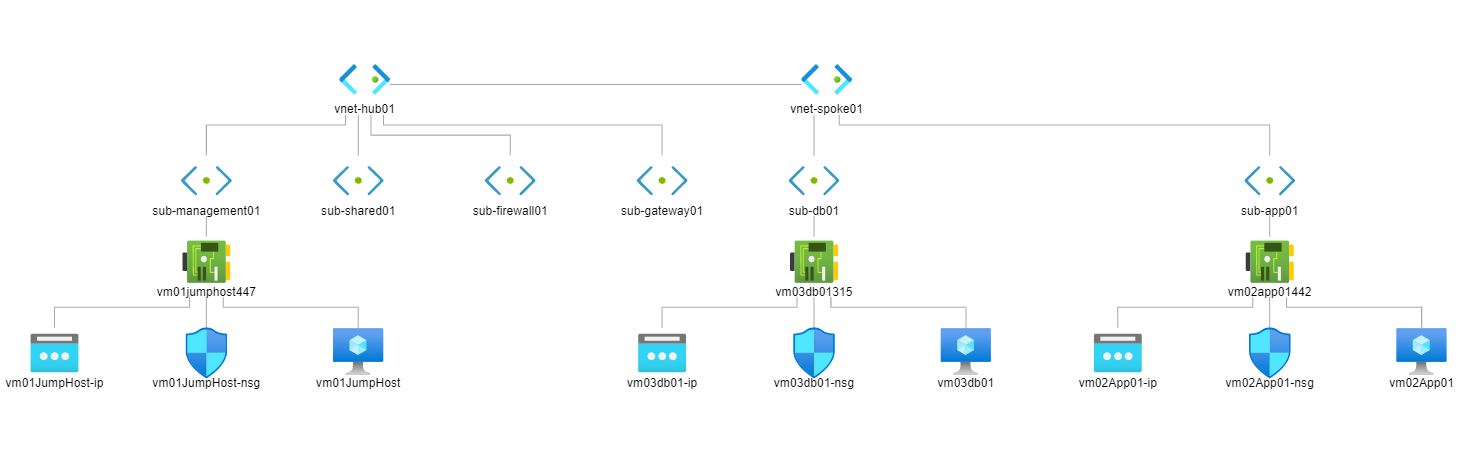 vnet-hub01
vnet-spoke01
sub-management01
sub-shared01
sub-firewall01
sub-gateway01
sub-db01
sub-app01
vm01jumphost447
vm03db01315
vm02app01442
vm01JumpHost-ip
vm01JumpHost-nsg
vm01JumpHost
vm03db01-ip
vm03db01-nsg
vm03db01
vm02App01-ip
vm02App01-nsg
vm02App01